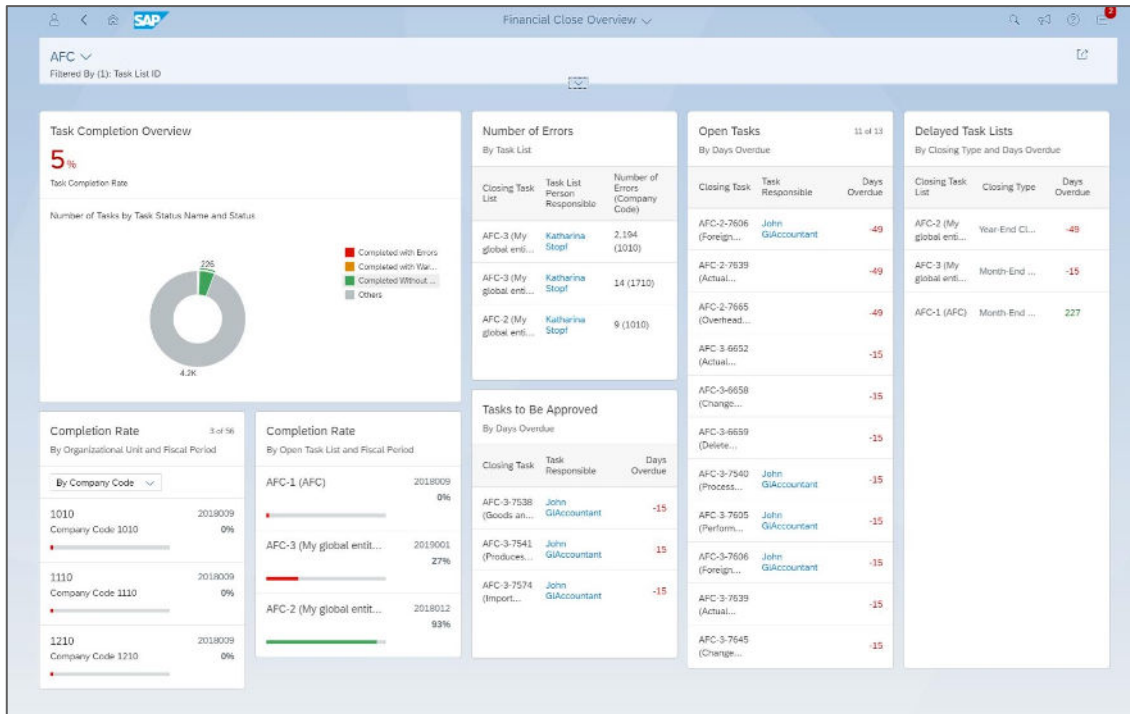 SAP
Financial Close Overview
2
AFC
Filtered By (1): Task List ID
Task Completion Overview
5%
Task Completion Rate
Number of Tasks by Task Status Name and Status
226
4.2K
Completed with Errors
Completed with War...
Completed Without ...
Others
Completion Rate 3 of 56
By Organizational Unit and Fiscal Period
By Company Code
1010 2018009
Company Code 1010 0%
1110 2018009
Company Code 1110 0%
1210 2018009
Company Code 1210 0%
Completion Rate
By Open Task List and Fiscal Period
AFC-1 (AFC) 2018009
0%
AFC-3 (My global entit... 2019001
27%
AFC-2 (My global entit... 2018012
93%
Number of Errors
By Task List
Closing Task List Task List Person Responsible Number of Errors (Company Code)
AFC-3 (My Katharina 2,194
global enti... Stopf (1010)
AFC-3 (My Katharina 14 (1710)
global enti... Stopf
AFC-2 (My Katharina 9 (1010)
global enti... Stopf
Tasks to Be Approved
By Days Overdue
Closing Task Task Responsible Days Overdue
AFC-3-7538 John -15
(Goods an... GlAccountant
AFC-3-7541 John 15
(Produces... GlAccountant
AFC-3-7574 John -15
(Import... GlAccountant
Open Tasks 11 of 13
By Days Overdue
Closing Task Task Responsible Days Overdue
AFC-2-7606 John -49
(Foreign... GlAccountant
AFC-2-7639 -49
(Actual...
AFC-2-7665 -49
(Overhead...
AFC-3-6652 -15
(Actual...
AFC-3-6658 -15
(Change...
AFC-3-6659 -15
(Delete...
AFC-3-7540 John -15
(Process... GlAccountant
AFC-3-7605 John -15
(Perform... GlAccountant
AFC-3-7606 John -15
(Foreign... GlAccountant
AFC-3-7639 -15
(Actual...
AFC-3-7645 -15
(Change...
Delayed Task Lists
By Closing Type and Days Overdue
Closing Task List Closing Type Days Overdue
AFC-2 (My Year-End Cl... -49
global enti...
AFC-3 (My Month-End ... -15
global enti...
AFC-1 (AFC) Month-End ... 227